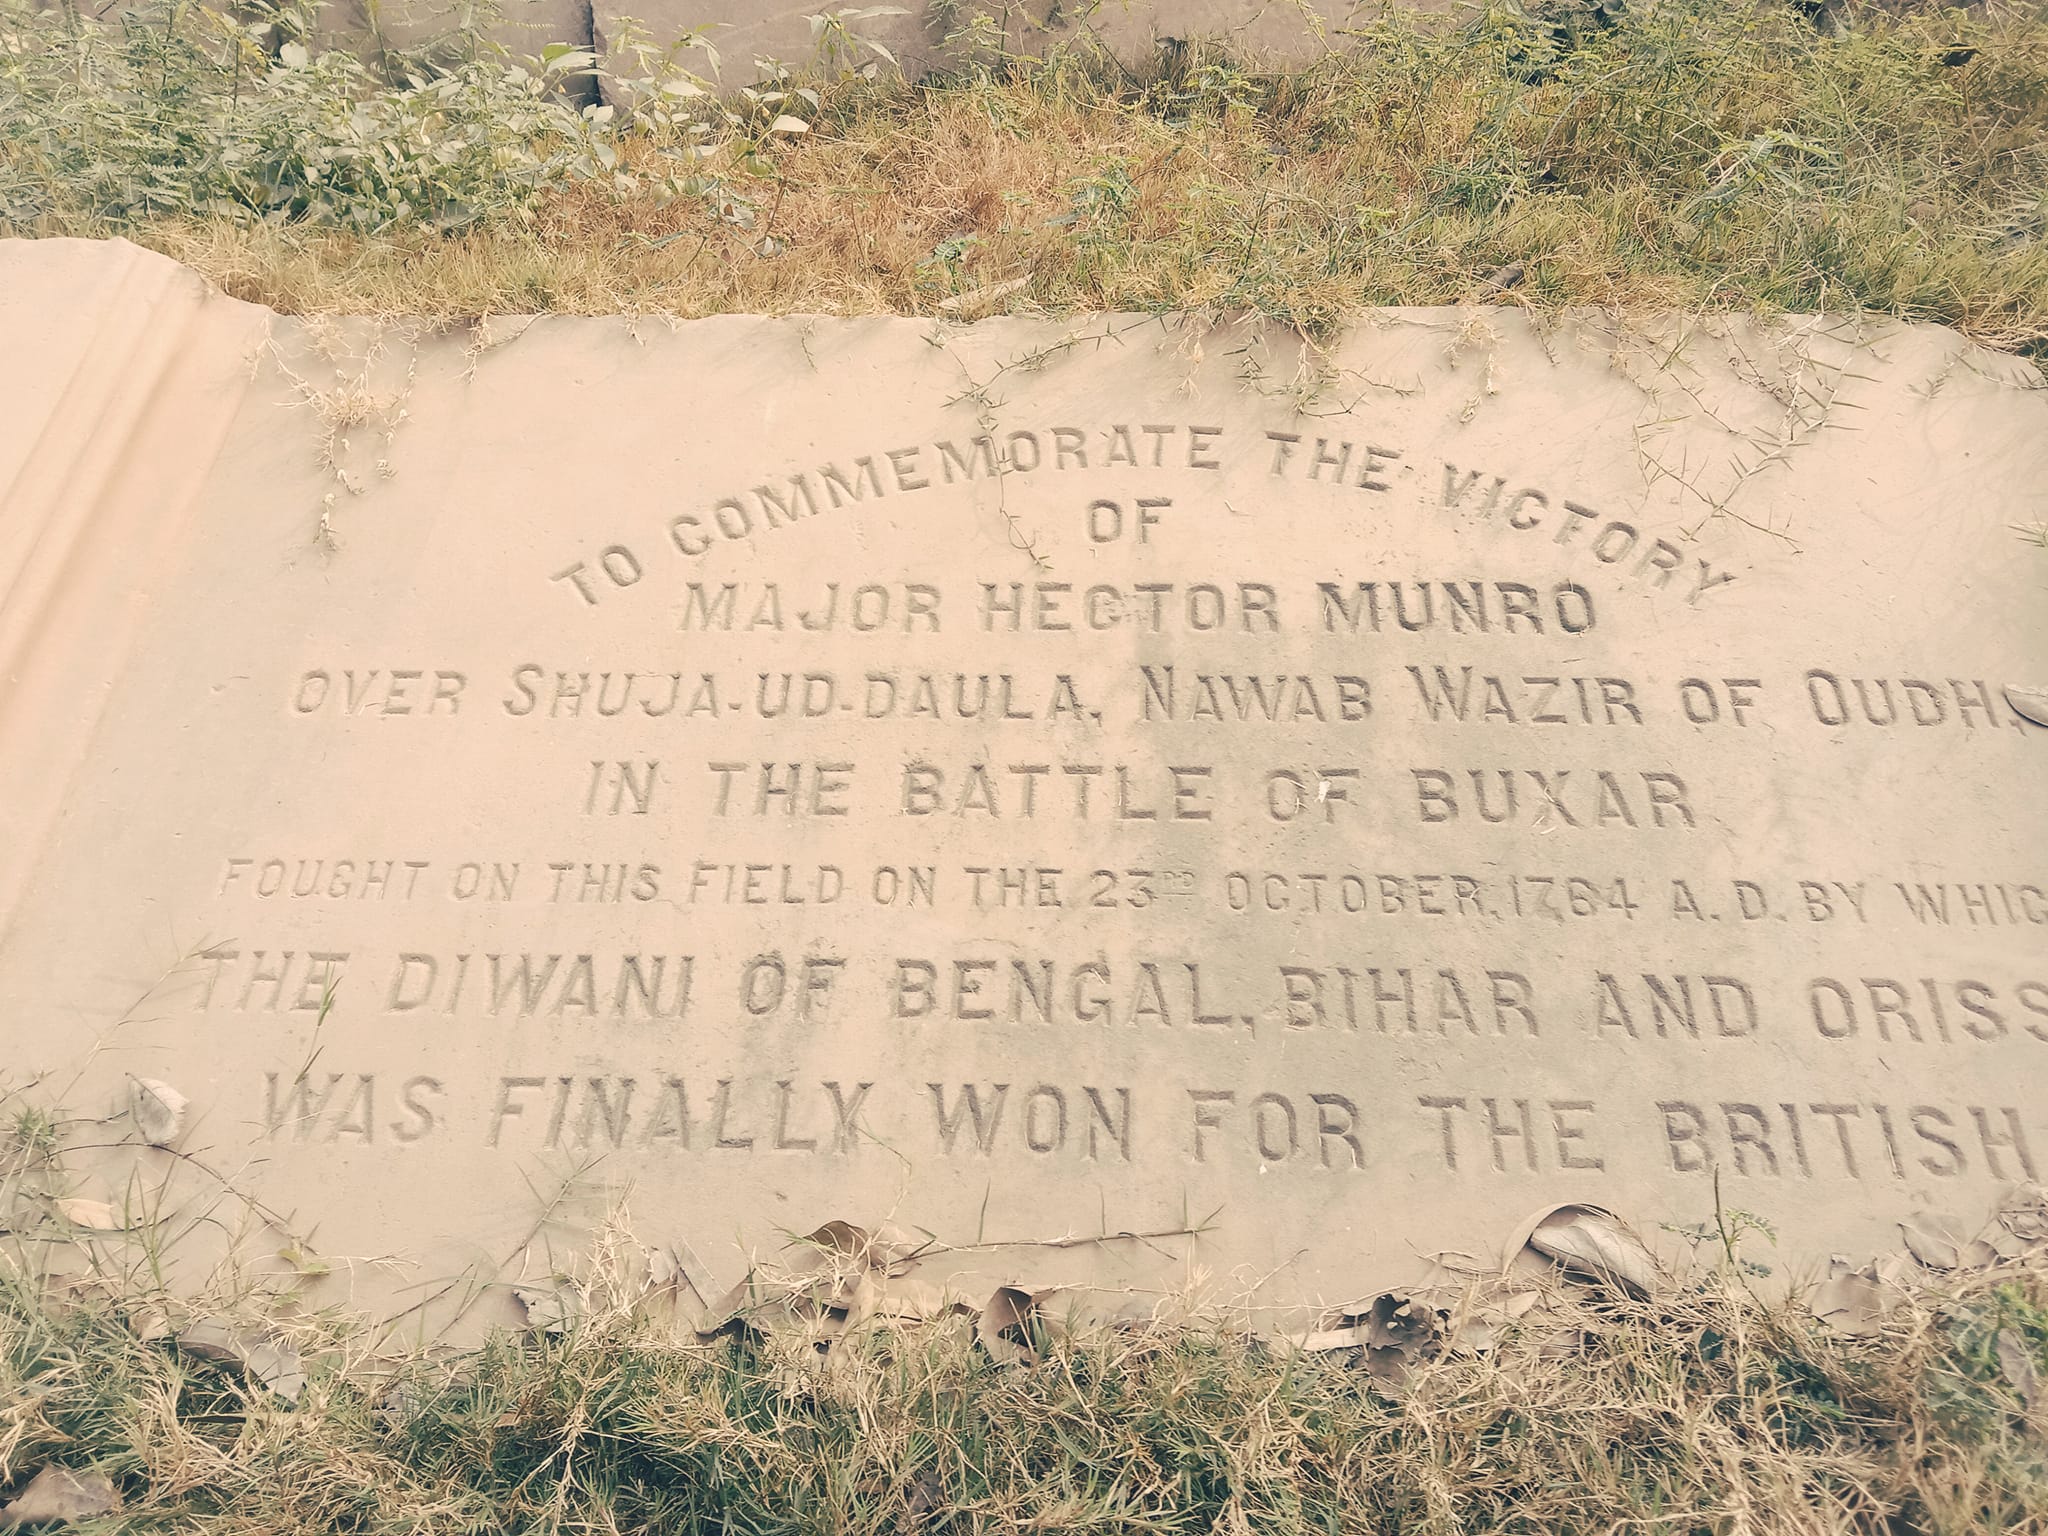 TO COMMEMORATE THE VICTORY
OF
MAJOR HECTOR MUNRO
OVER SHUJA-UD-DAULA, NAWAB WAZIR OF OUDH,
IN THE BATTLE OF BUXAR
FOUGHT ON THIS FIELD ON THE 23RD OCTOBER, 1764 A.D. BY WHIC
THE DIWANI OF BENGAL, BIHAR AND ORISS
WAS FINALLY WON FOR THE BRITISH